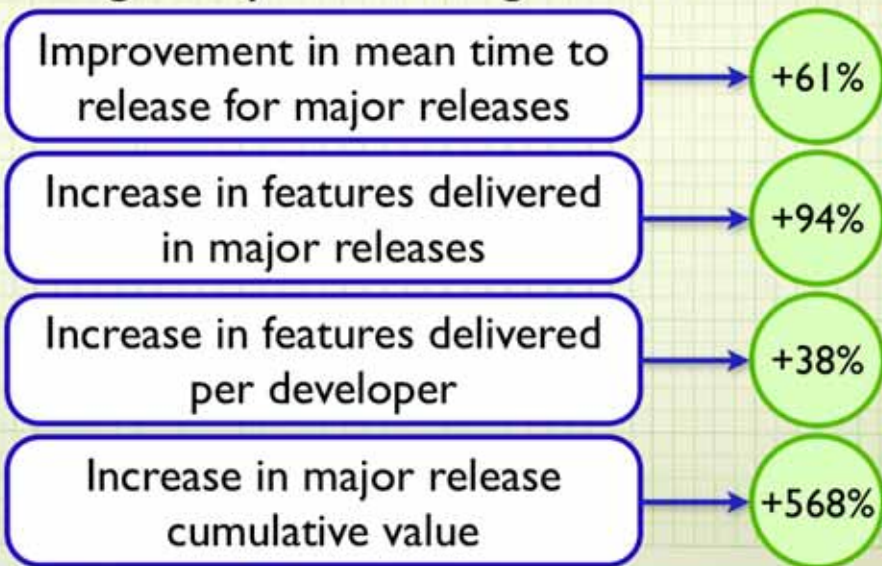 Improvement in mean time to
release for major releases
+61%
Increase in features delivered
in major releases
+94%
Increase in features delivered
per developer
+38%
Increase in major release
cumulative value
+568%